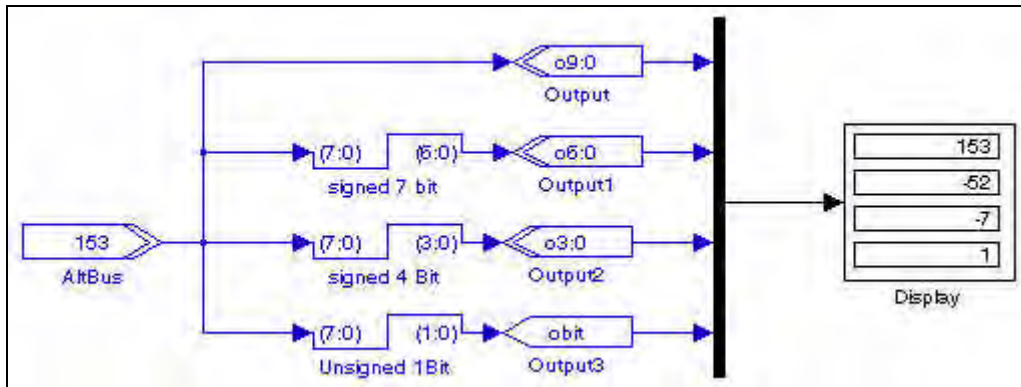 o9:0
Output
153
(7:0) (6:0)
o6:0
signed 7 bit
Output1
-52
153
AltBus
(7:0) (3:0)
o3:0
signed 4 Bit
Output2
-7
(7:0) (1:0)
obit
Unsigned 1Bit
Output3
1
Display